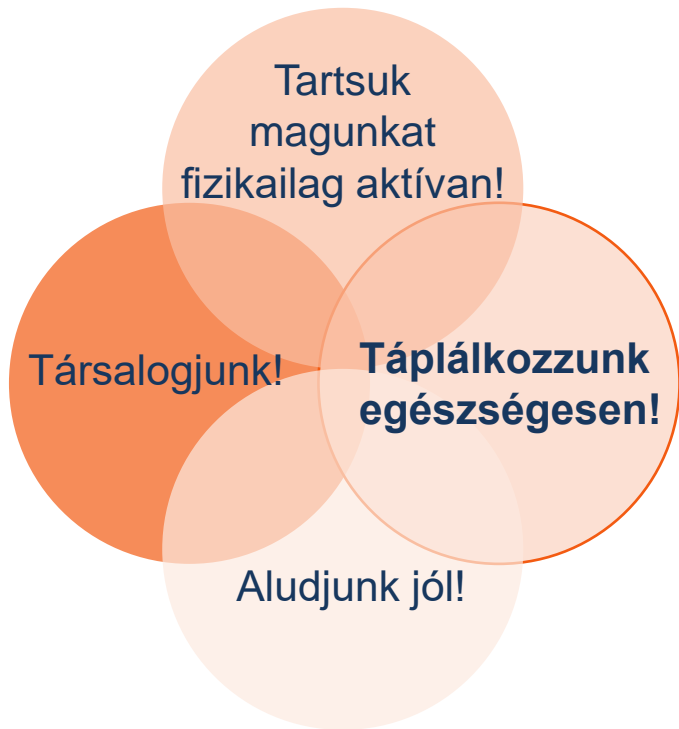 Tartsuk
magunkat
fizikailag aktívan!
Társalogjunk!
Táplálkozzunk
egészségesen!
Aludjunk jól!